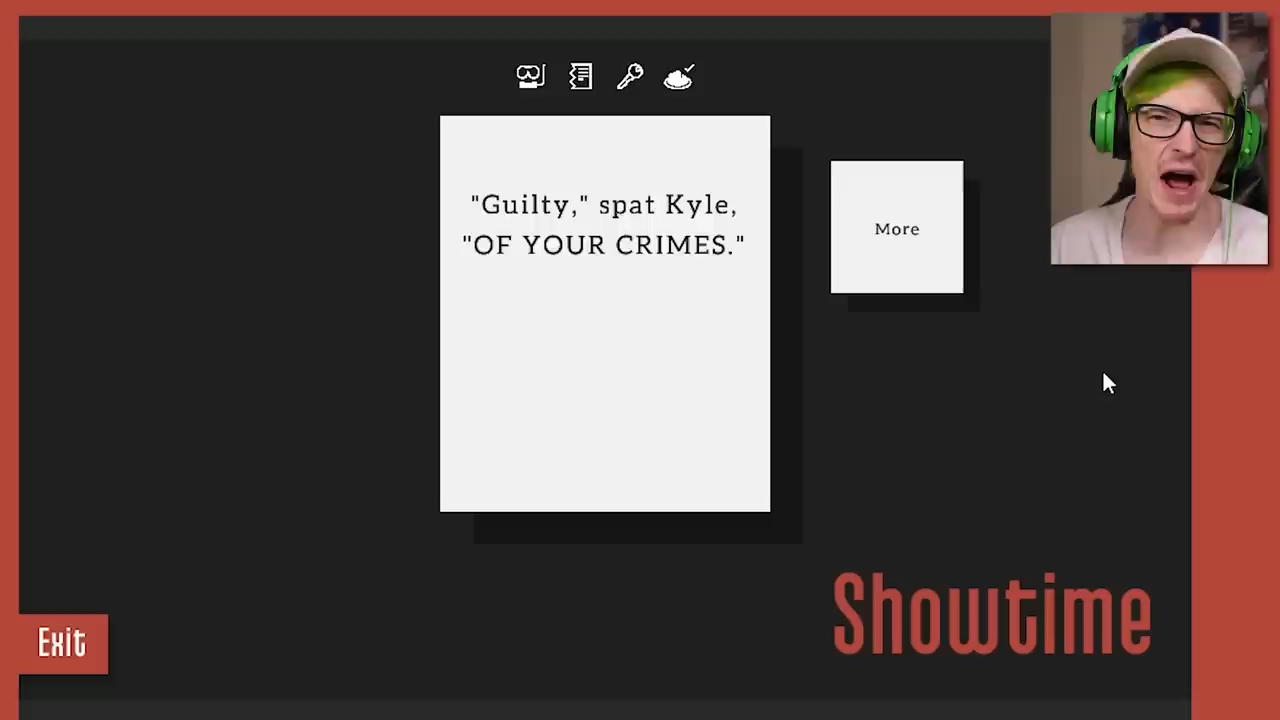 "Guilty," spat Kyle,
"OF YOUR CRIMES."
More
Showtime
Exit